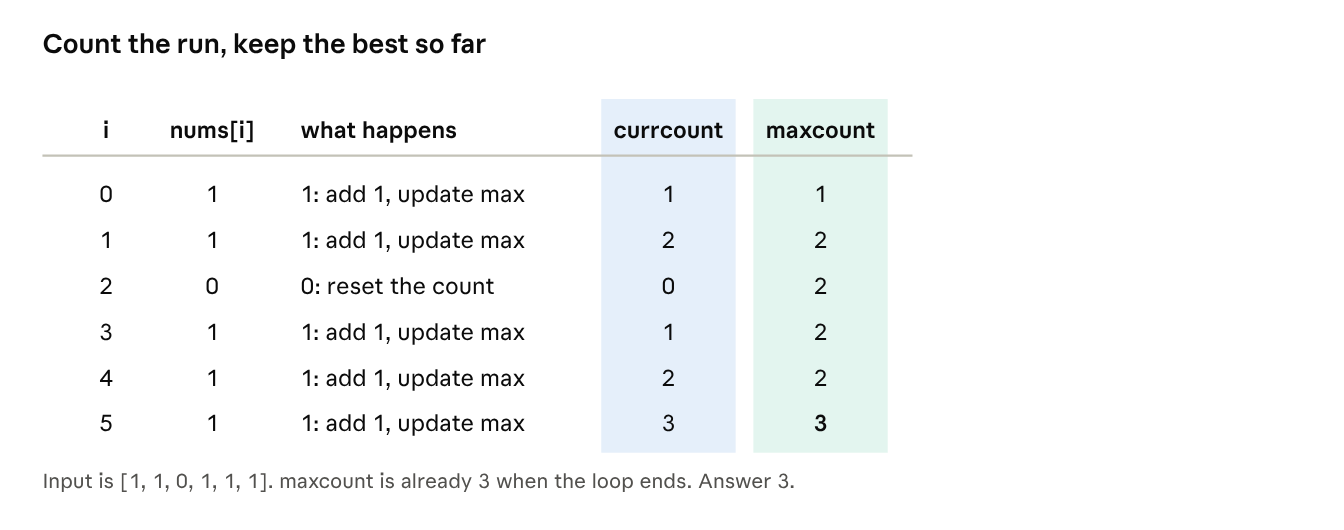 Count the run, keep the best so far
i nums[i] what happens currcount maxcount
0 1 1: add 1, update max 1 1
1 1 1: add 1, update max 2 2
2 0 0: reset the count 0 2
3 1 1: add 1, update max 1 2
4 1 1: add 1, update max 2 2
5 1 1: add 1, update max 3 3
Input is [1, 1, 0, 1, 1, 1]. maxcount is already 3 when the loop ends. Answer 3.